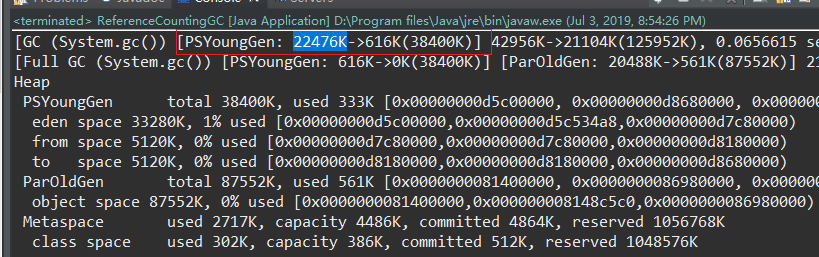 Console
Servers
<terminated> ReferenceCountingGC [Java Application] D:\Program files\Java\jre\bin\javaw.exe (Jul 3, 2019, 8:54:26 PM)
[GC (System.gc()) [PSYoungGen: 22476K->616K(38400K)] 42956K->21104K(125952K), 0.0656615 se
[Full GC (System.gc()) [PSYoungGen: 616K->0K(38400K)] [ParOldGen: 20488K->561K(87552K)] 21
Heap
PSYoungGen total 38400K, used 333K [0x00000000d5c00000, 0x00000000d8680000, 0x000000
eden space 33280K, 1% used [0x00000000d5c00000,0x00000000d5c534a8,0x00000000d7c80000)
from space 5120K, 0% used [0x00000000d7c80000,0x00000000d7c80000,0x00000000d8180000)
to space 5120K, 0% used [0x00000000d8180000,0x00000000d8180000,0x00000000d8680000)
ParOldGen total 87552K, used 561K [0x0000000081400000, 0x0000000086980000, 0x000000
object space 87552K, 0% used [0x0000000081400000,0x000000008148c5c0,0x0000000086980000)
Metaspace used 2717K, capacity 4486K, committed 4864K, reserved 1056768K
class space used 302K, capacity 386K, committed 512K, reserved 1048576K